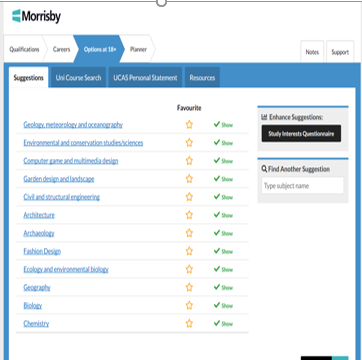 Morrisby
Qualifications Careers Options at 18+ Planner Notes Support
Suggestions Uni Course Search UCAS Personal Statement Resources
Favourite
Geology, meteorology and oceanography Show
Environmental and conservation studies/sciences Show
Computer game and multimedia design Show
Garden design and landscape Show
Civil and structural engineering Show
Architecture Show
Archaeology Show
Fashion Design Show
Ecology and environmental biology Show
Geography Show
Biology Show
Chemistry Show
Enhance Suggestions:
Study Interests Questionnaire
Find Another Suggestion
Type subject name